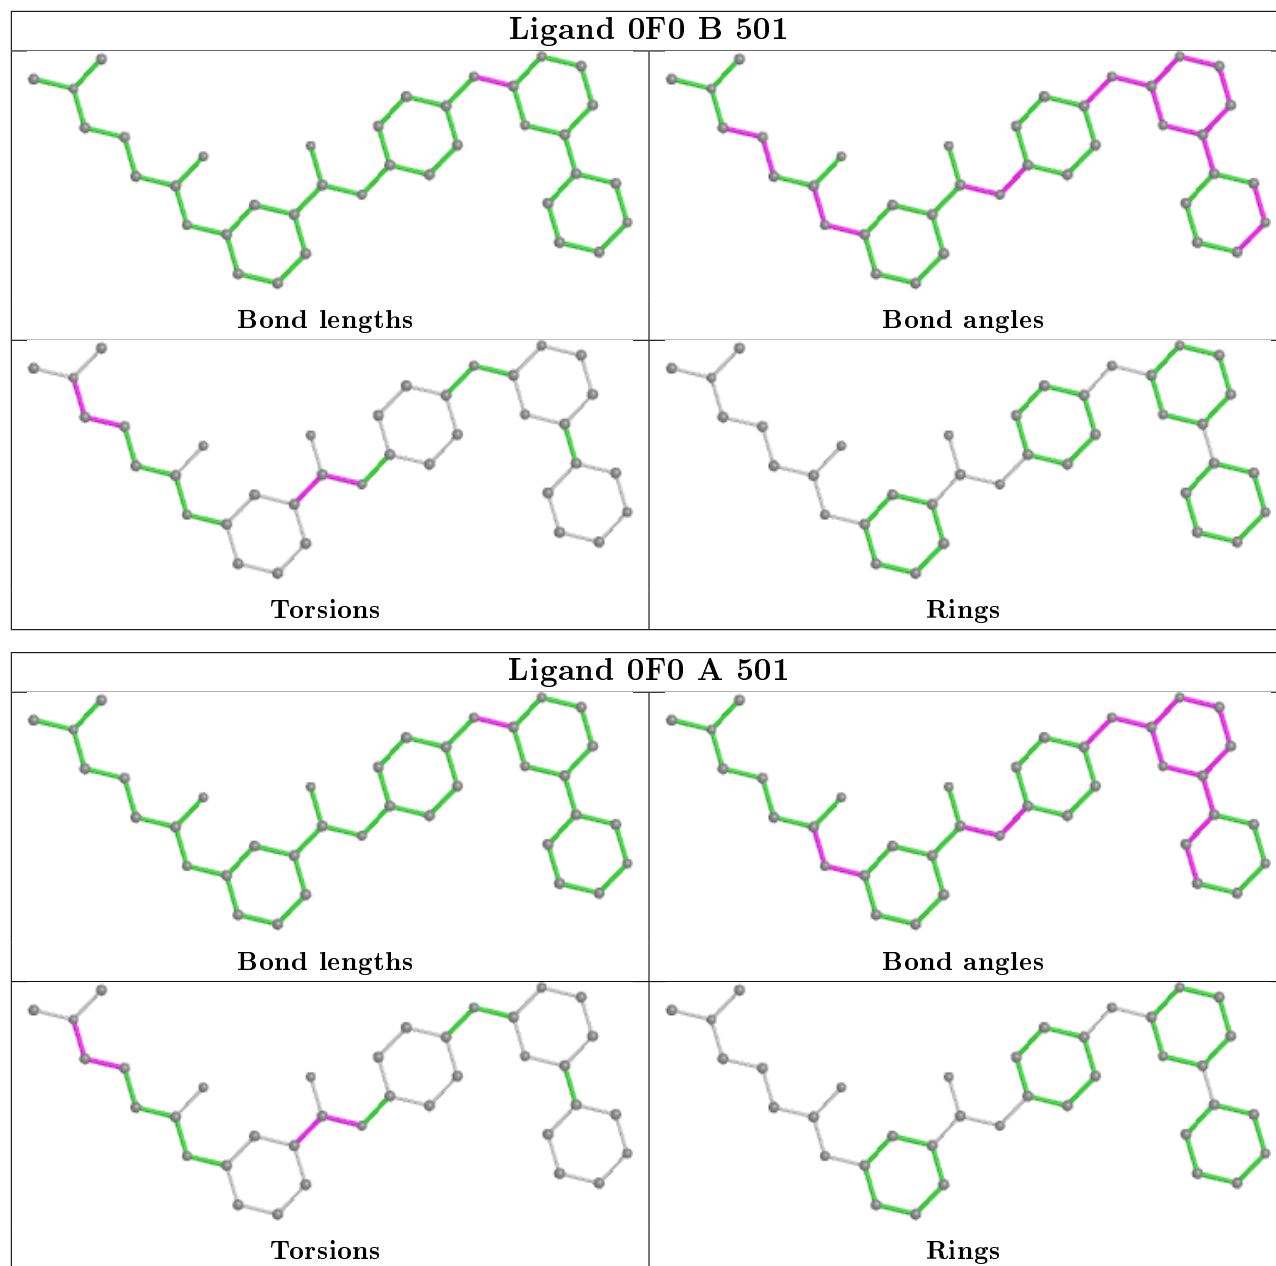 Ligand 0F0 B 501
Bond lengths
Bond angles
Torsions
Rings
Ligand 0F0 A 501
Bond lengths
Bond angles
Torsions
Rings